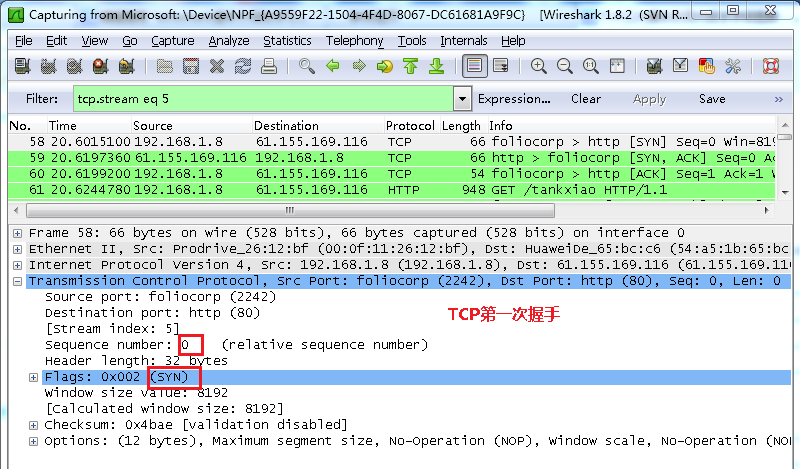 Capturing from Microsoft: \Device\NPF_{A9559F22-1504-4F4D-8067-DC61681A9F9C} [Wireshark 1.8.2 (SVN R...
File Edit View Go Capture Analyze Statistics Telephony Tools Internals Help
Filter: tcp.stream eq 5 Expression... Clear Apply Save »
No. Time Source Destination Protocol Length Info
58 20.6015100 192.168.1.8 61.155.169.116 TCP 66 foliocorp > http [SYN] Seq=0 Win=819
59 20.6197360 61.155.169.116 192.168.1.8 TCP 66 http > foliocorp [SYN, ACK] Seq=0 Ac
60 20.6199200 192.168.1.8 61.155.169.116 TCP 54 foliocorp > http [ACK] Seq=1 Ack=1 W
61 20.6244780 192.168.1.8 61.155.169.116 HTTP 948 GET /tankxiao HTTP/1.1
Frame 58: 66 bytes on wire (528 bits), 66 bytes captured (528 bits) on interface 0
Ethernet II, Src: Prodrive_26:12:bf (00:0f:11:26:12:bf), Dst: HuaweiDe_65:bc:c6 (54:a5:1b:65:bc
Internet Protocol Version 4, Src: 192.168.1.8 (192.168.1.8), Dst: 61.155.169.116 (61.155.169.11
Transmission Control Protocol, Src Port: foliocorp (2242), Dst Port: http (80), Seq: 0, Len: 0
Source port: foliocorp (2242)
Destination port: http (80)
TCP第一次握手
[Stream index: 5]
Sequence number: 0 (relative sequence number)
Header length: 32 bytes
Flags: 0x002 (SYN)
Window size value: 8192
[Calculated window size: 8192]
Checksum: 0x4bae [validation disabled]
Options: (12 bytes), Maximum segment size, No-Operation (NOP), Window scale, No-Operation (NO